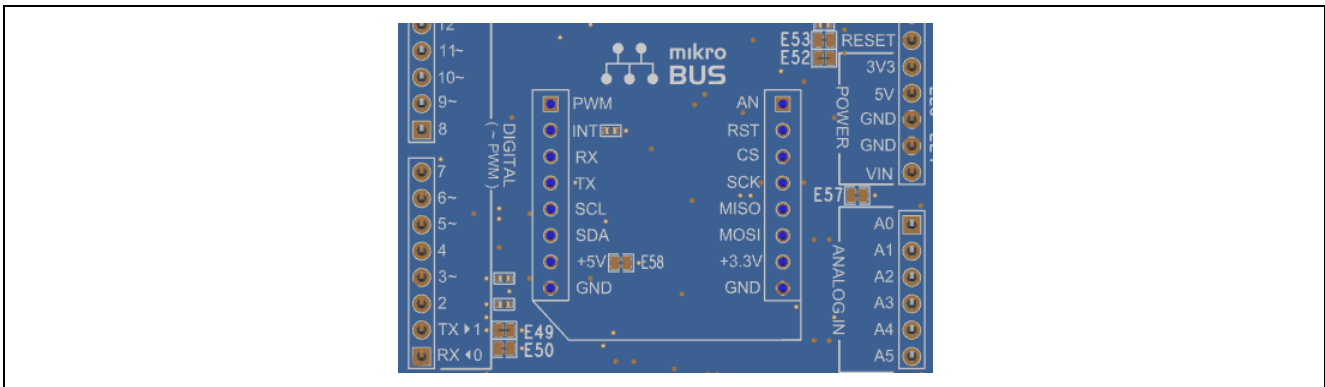 12
11~
10~
9~
8
7
6~
5~
4
3~
2
TX ▸ 1
RX ◂ 0
DIGITAL
( ~ PWM )
E49
E50
mikro
BUS
PWM
INT
RX
TX
SCL
SDA
+5V
E58
GND
AN
RST
CS
SCK
MISO
MOSI
+3.3V
GND
E53
E52
RESET
3V3
5V
GND
GND
VIN
POWER
E57
A0
A1
A2
A3
A4
A5
ANALOG IN